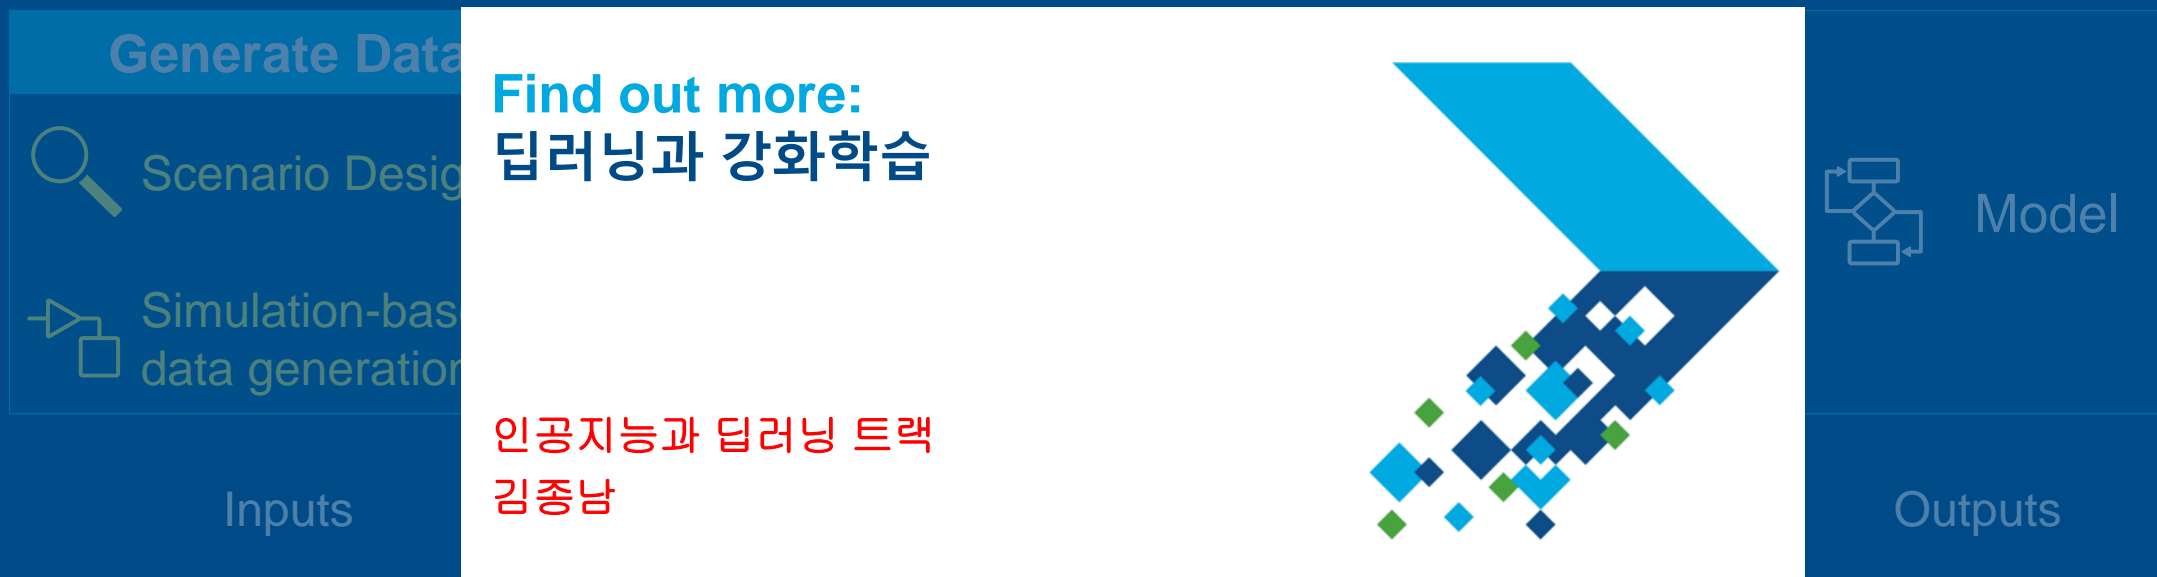 Generate Data
Scenario Desig
Simulation-bas
data generation
Inputs
Find out more:
딥러닝과 강화학습
인공지능과 딥러닝 트랙
김종남
Model
Outputs